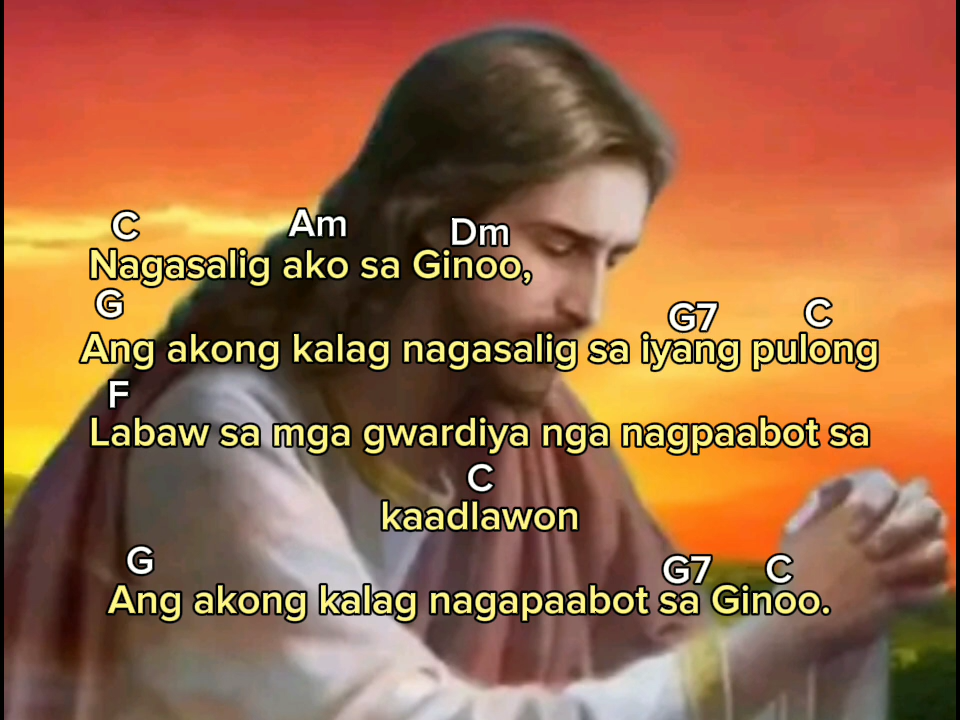 C Am Dm
Nagasalig ako sa Ginoo,
G G7 C
Ang akong kalag nagasalig sa iyang pulong
F
Labaw sa mga gwardiya nga nagpaabot sa
C
kaadlawon
G G7 C
Ang akong kalag nagapaabot sa Ginoo.